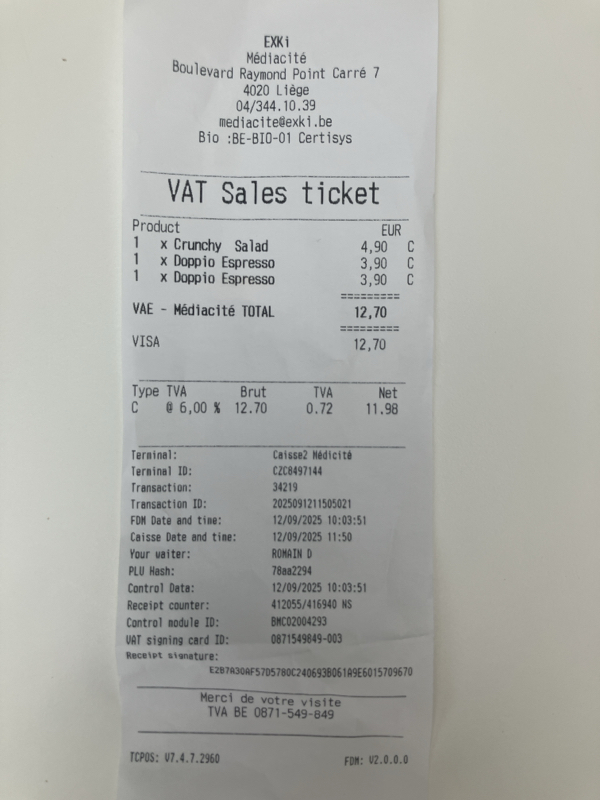 EXKi
Médiacité
Boulevard Raymond Point Carré 7
4020 Liège
04/344.10.39
mediacite@exki.be
Bio :BE-BIO-01 Certisys
VAT Sales ticket
Product EUR
1 x Crunchy Salad 4,90 C
1 x Doppio Espresso 3,90 C
1 x Doppio Espresso 3,90 C
=========
VAE - Médiacité TOTAL 12,70
=========
VISA 12,70
Type TVA Brut TVA Net
C @ 6,00 % 12.70 0.72 11.98
Terminal: Caisse2 Médicité
Terminal ID: C2C8497144
Transaction: 34219
Transaction ID: 2025091211505021
FDM Date and time: 12/09/2025 10:03:51
Caisse Date and time: 12/09/2025 11:50
Your waiter: ROMAIN D
PLU Hash: 78aa2294
Control Data: 12/09/2025 10:03:51
Receipt counter: 412055/416940 NS
Control module ID: BMC02004293
VAT signing card ID: 0871549849-003
Receipt signature:
E2B7A30AF57D5780C240693B061A9E6015709670
Merci de votre visite
TVA BE 0871-549-849
TCPOS: V7.4.7.2960 FDM: V2.0.0.0